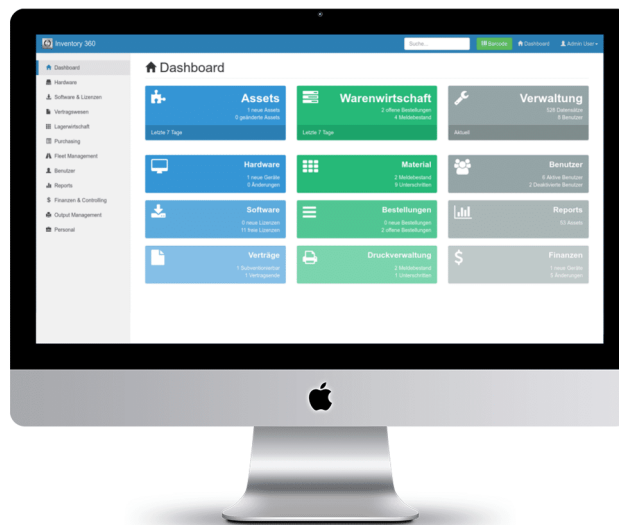 Inventory 360
Suche...
Barcode
Dashboard
Admin User
Dashboard
Hardware
Software & Lizenzen
Vertragswesen
Lagerwirtschaft
Purchasing
Fleet Management
Benutzer
Reports
Finanzen & Controlling
Output Management
Personal
Dashboard
Assets
1 neue Assets
0 geänderte Assets
Letzte 7 Tage
Warenwirtschaft
2 offene Bestellungen
4 Meldebestand
Letzte 7 Tage
Verwaltung
528 Datensätze
8 Benutzer
Aktuell
Hardware
1 neue Geräte
0 Änderungen
Material
2 Meldebestand
9 Unterschritten
Benutzer
6 Aktive Benutzer
2 Deaktivierte Benutzer
Software
0 neue Lizenzen
11 freie Lizenzen
Bestellungen
0 neue Bestellungen
2 offene Bestellungen
Reports
53 Assets
Verträge
1 Vertragsende
Druckverwaltung
2 Meldebestand
1 Unterschritten
Finanzen
1 neue Geräte
5 Änderungen